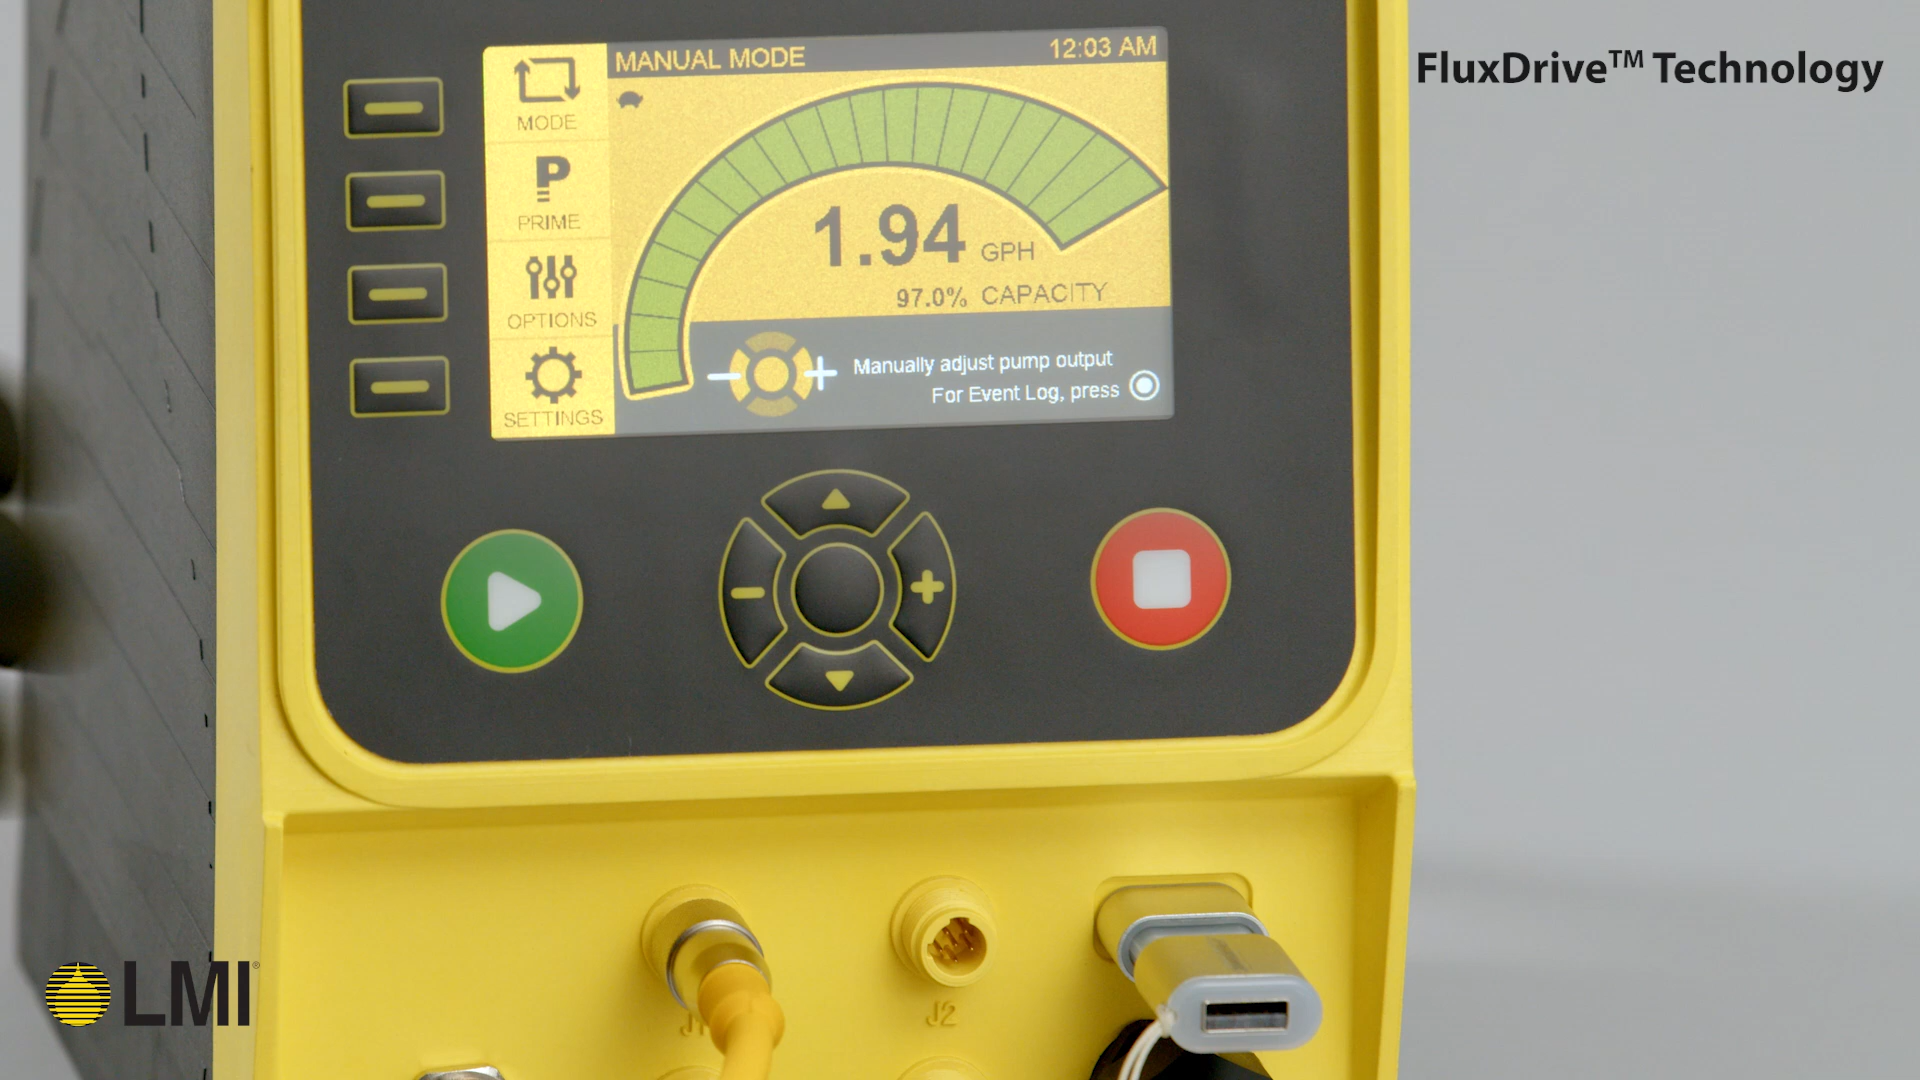 FluxDrive™ Technology
MANUAL MODE
12:03 AM
MODE
P
PRIME
OPTIONS
SETTINGS
1.94 GPH
97.0% CAPACITY
Manually adjust pump output
For Event Log, press
J1
J2
LMI®